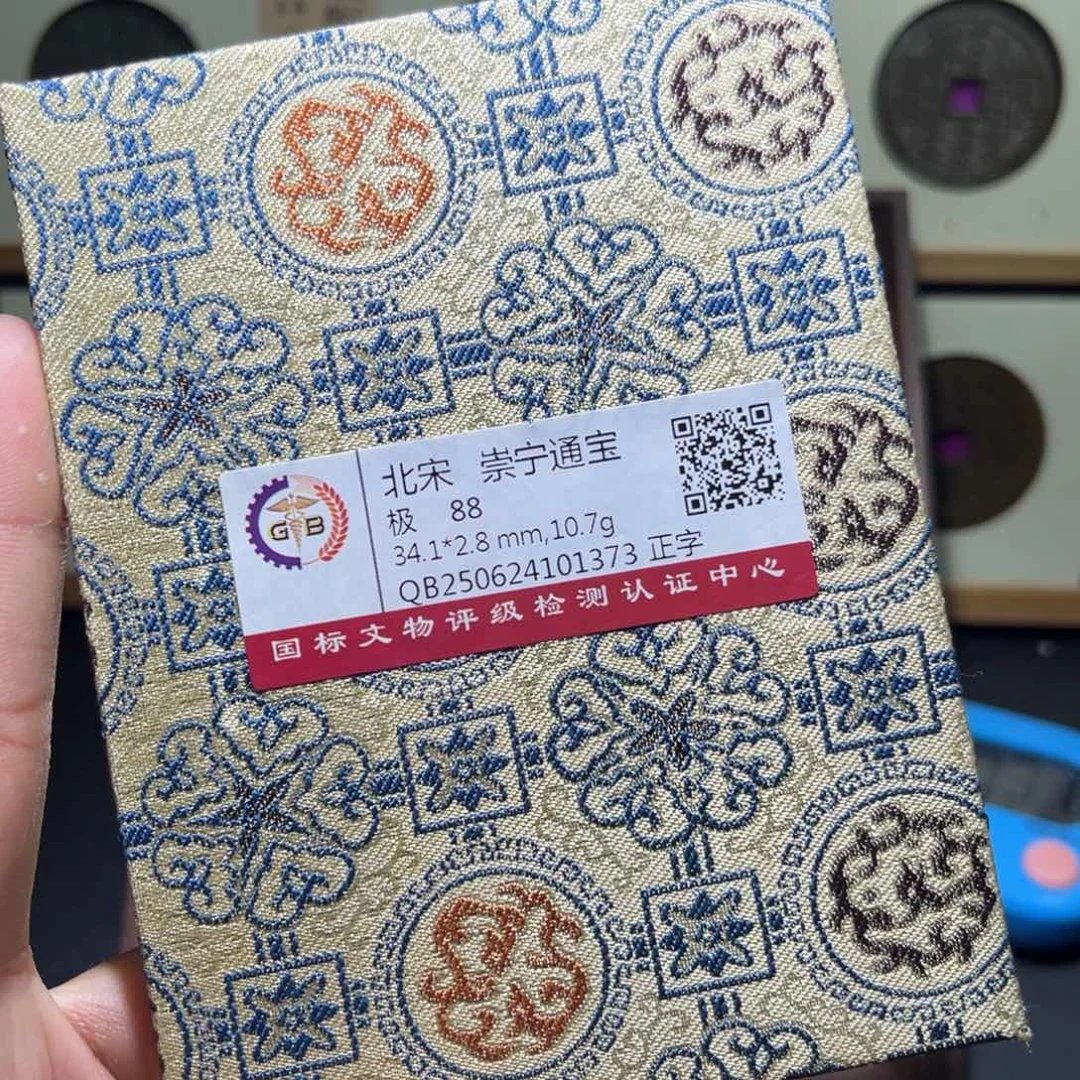 GB
北宋 崇宁通宝
极 88
34.1*2.8 mm,10.7g
QB250624101373 正字
国标文物评级检测认证中心